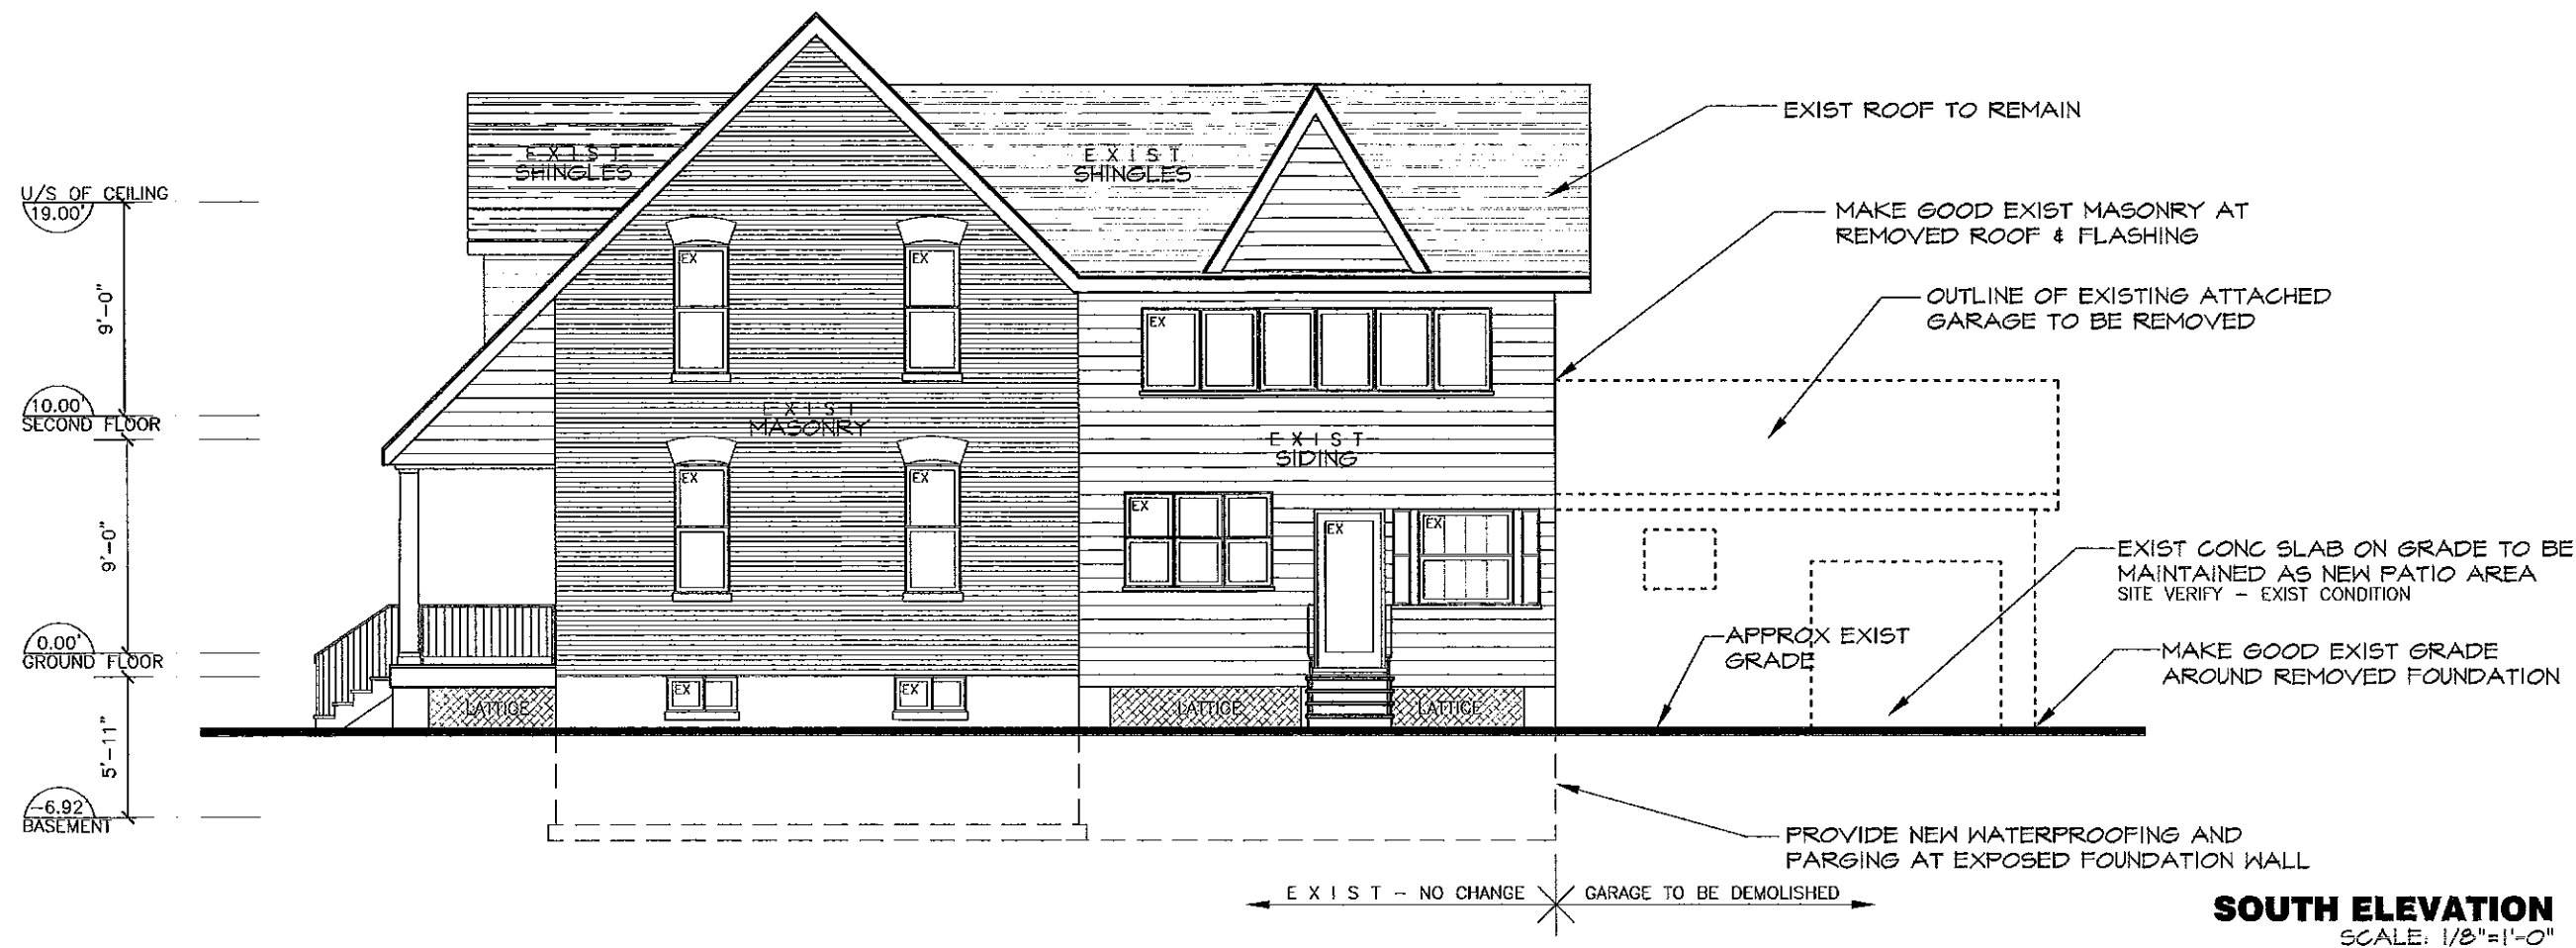 EXIST ROOF TO REMAIN
EXIST
SHINGLES
EXIST
SHINGLES
U/S OF CEILING
19.00'
MAKE GOOD EXIST MASONRY AT
REMOVED ROOF & FLASHING
EX
EX
OUTLINE OF EXISTING ATTACHED
GARAGE TO BE REMOVED
9'-0"
EX
10.00'
SECOND FLOOR
EXIST
MASONRY
EXIST
SIDING
EX
EX
EX
EX
EX
9'-0"
EXIST CONC SLAB ON GRADE TO BE
MAINTAINED AS NEW PATIO AREA
SITE VERIFY - EXIST CONDITION
0.00'
GROUND FLOOR
APPROX EXIST
GRADE
MAKE GOOD EXIST GRADE
AROUND REMOVED FOUNDATION
EX
EX
LATTICE
LATTICE
LATTICE
5'-11"
-6.92'
BASEMENT
PROVIDE NEW WATERPROOFING AND
PARGING AT EXPOSED FOUNDATION WALL
EXIST - NO CHANGE
GARAGE TO BE DEMOLISHED
SOUTH ELEVATION
SCALE: 1/8"=1'-0"